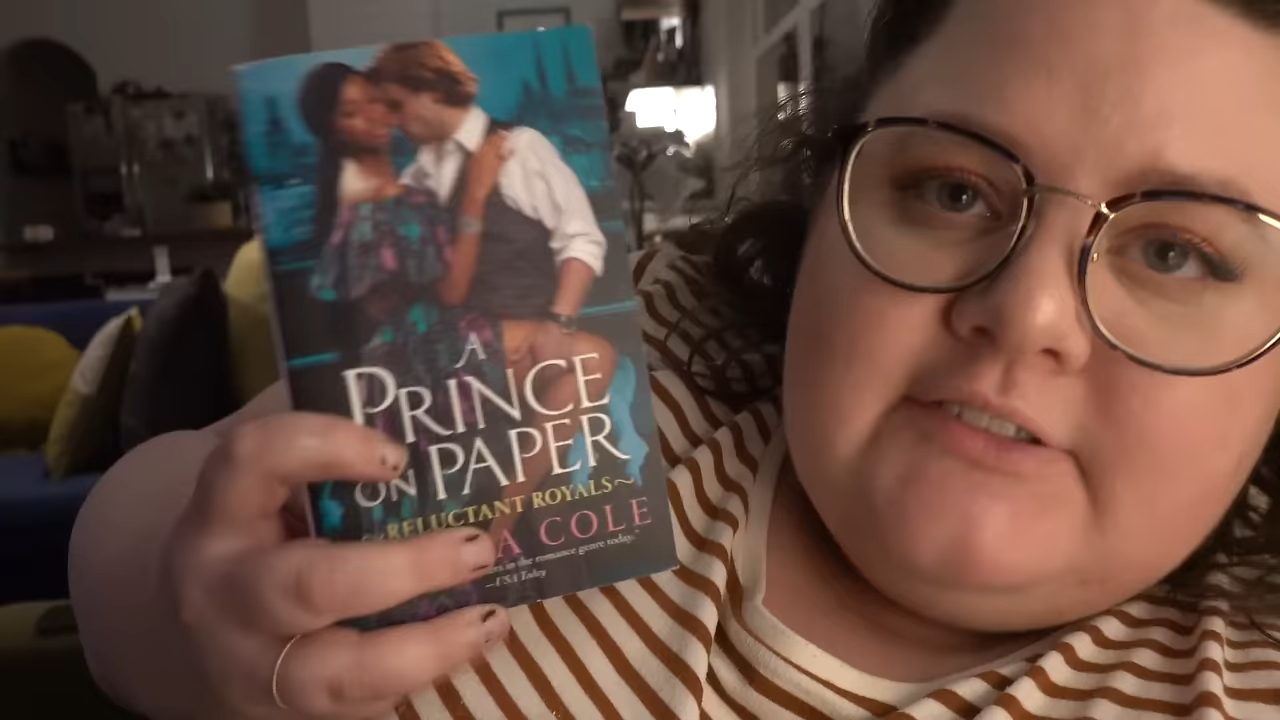 A
PRINCE
ON PAPER
~RELUCTANT ROYALS~
A COLE
in the romance genre today."
—USA Today